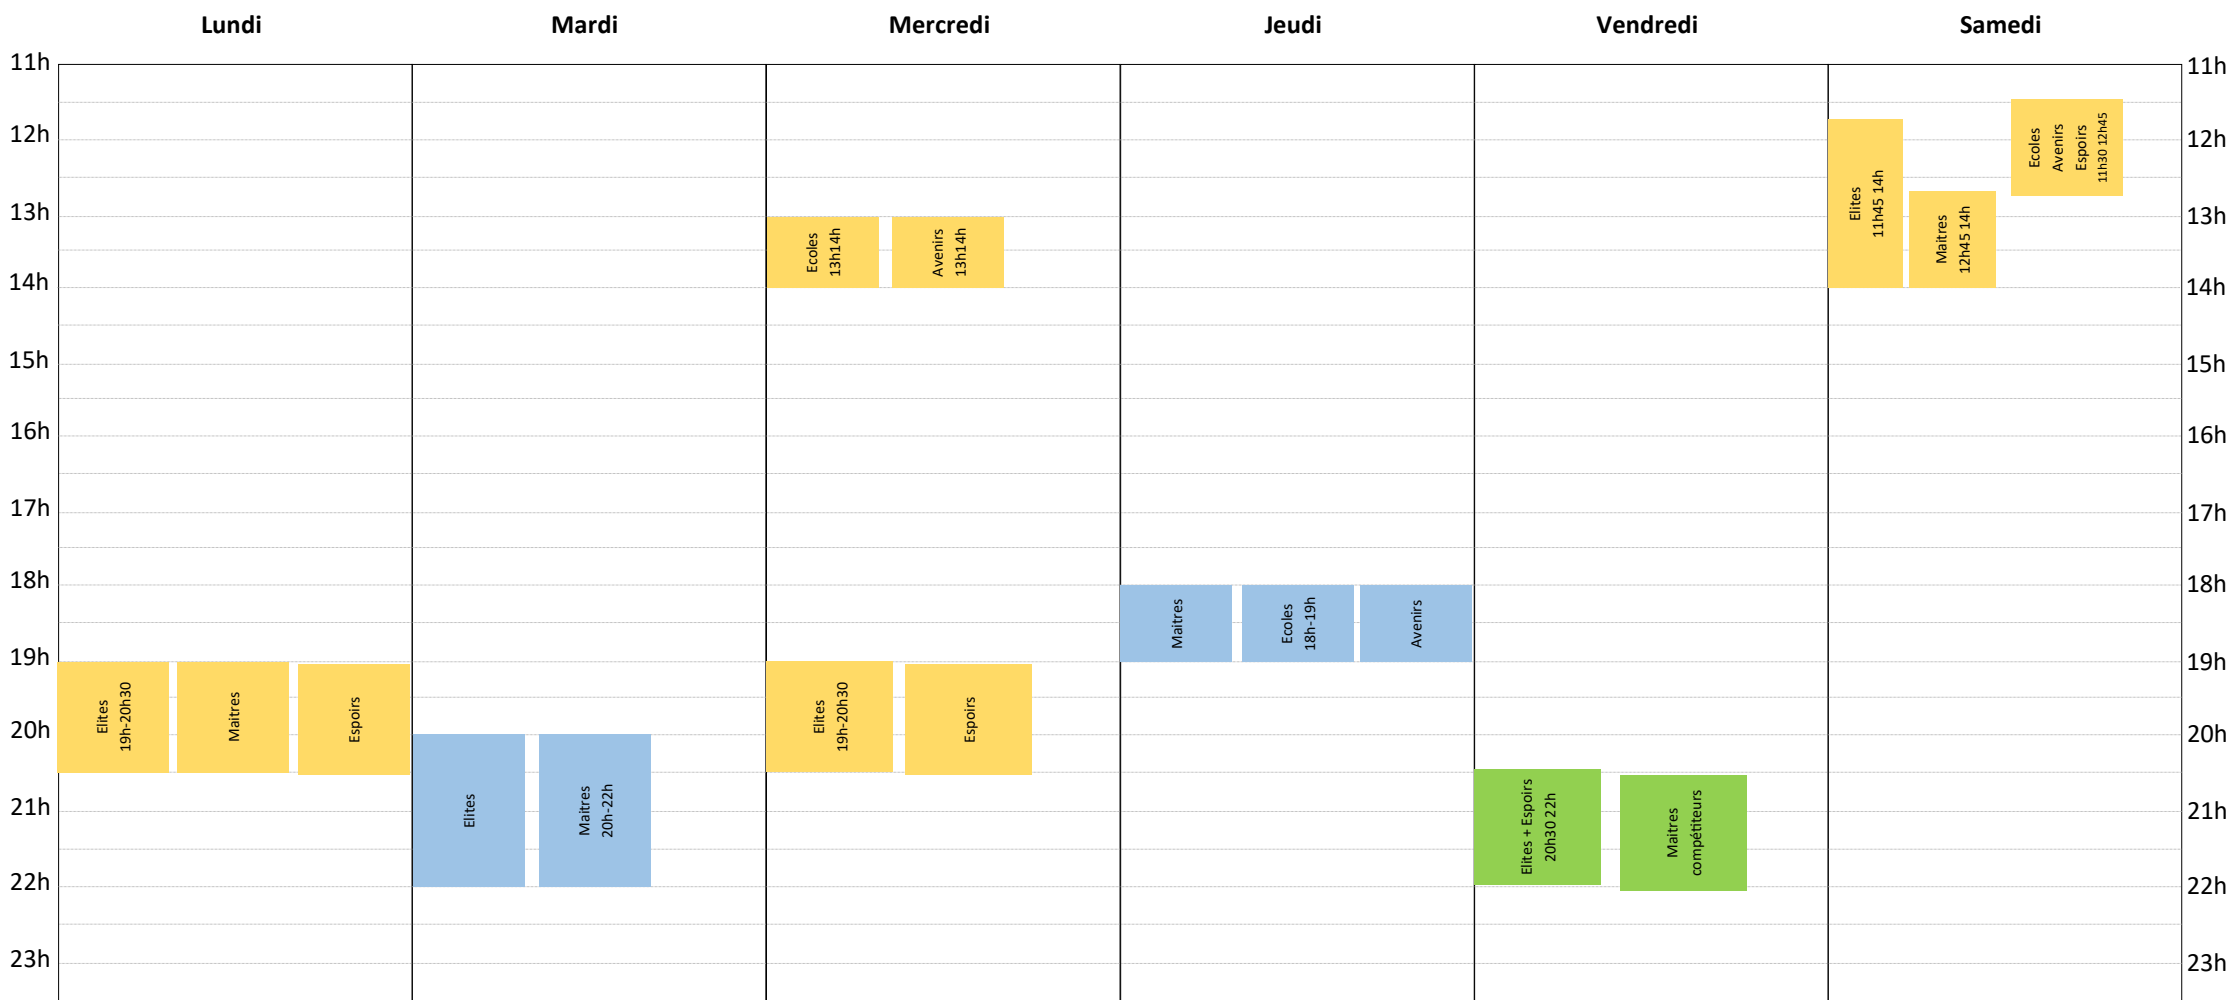 Lundi
Mardi
Mercredi
Jeudi
Vendredi
Samedi
11h
12h
13h
14h
15h
16h
17h
18h
19h
20h
21h
22h
23h
Elites
19h-20h30
Maitres
Espoirs
Elites
Maitres
20h-22h
Ecoles
13h14h
Avenirs
13h14h
Elites
19h-20h30
Espoirs
Maitres
Ecoles
18h-19h
Avenirs
Elites + Espoirs
20h30 22h
Maitres
compétiteurs
Elites
11h45 14h
Maitres
12h45 14h
Ecoles
Avenirs
Espoirs
11h30 12h45
11h
12h
13h
14h
15h
16h
17h
18h
19h
20h
21h
22h
23h